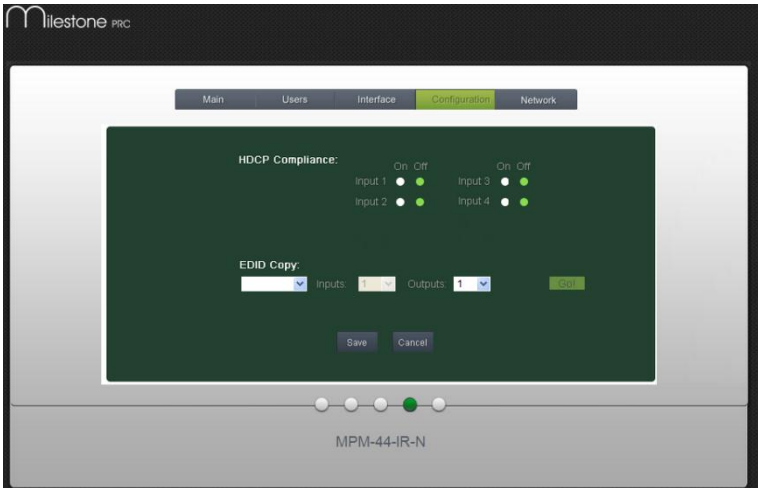 Milestone PRC
Main Users Interface Configuration Network
HDCP Compliance:
On Off On Off
Input 1 Input 3
Input 2 Input 4
EDID Copy:
Inputs: 1 Outputs: 1 Go!
Save Cancel
MPM-44-IR-N